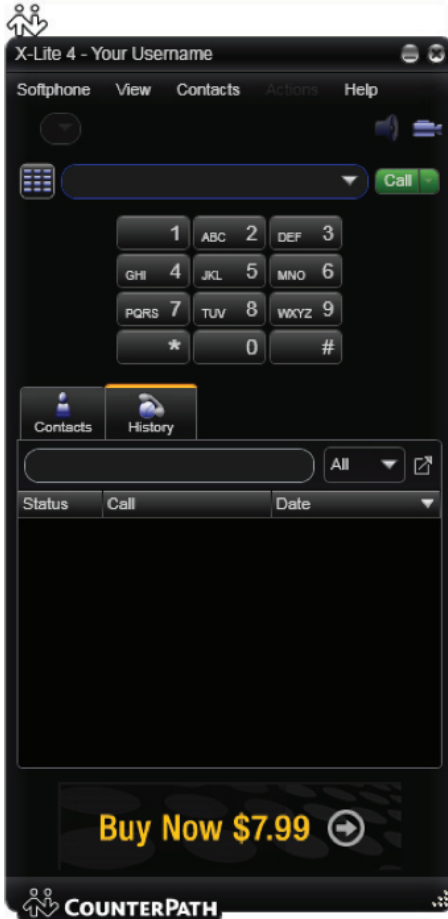 X-Lite 4 - Your Username
Softphone View Contacts Actions Help
Call
1 ABC 2 DEF 3
GHI 4 JKL 5 MNO 6
PQRS 7 TUV 8 WXYZ 9
* 0 #
Contacts History
All
Status Call Date
Buy Now $7.99
COUNTERPATH